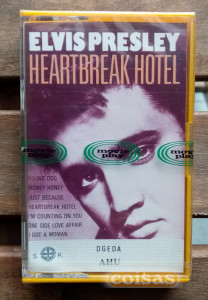 ELVIS PRESLEY
HEARTBREAK HOTEL
movie
play
movie
play
movie
play
HOUND DOG
MONEY HONEY
JUST BECAUSE
HEARTBREAK HOTEL
I'M COUNTING ON YOU
ONE SIDE LOVE AFFAIR
I GOT A WOMAN
OGEDA
S R.
coisas